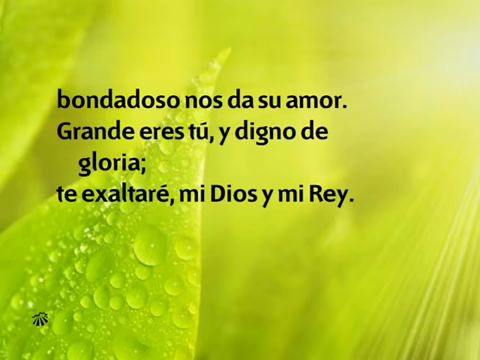 bondadoso nos da su amor.
Grande eres tú, y digno de
gloria;
te exaltaré, mi Dios y mi Rey.